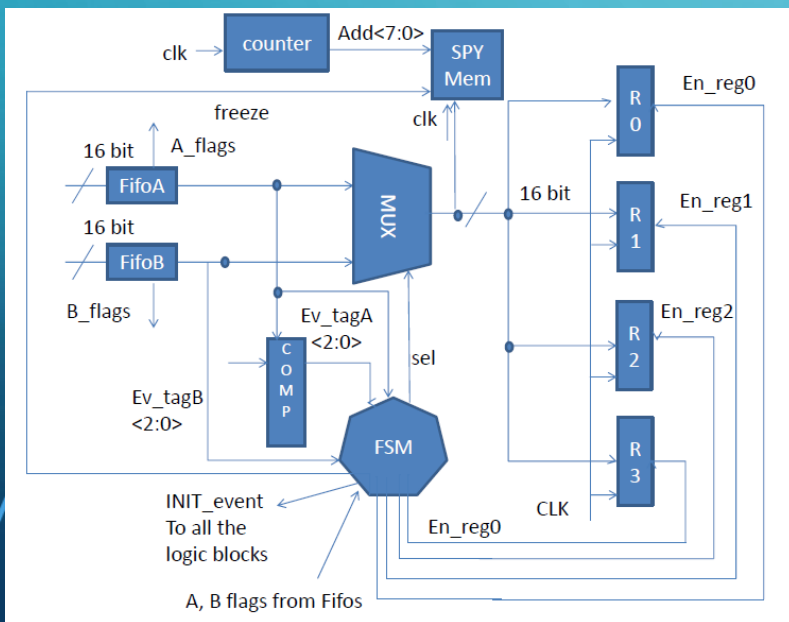 counter
Add<7:0>
clk
SPY
Mem
En_reg0
R
0
freeze
clk
16 bit
A_flags
FifoA
MUX
16 bit
En_reg1
R
1
16 bit
FifoB
B_flags
En_reg2
Ev_tagA
<2:0>
R
2
C
O
M
P
sel
Ev_tagB
<2:0>
FSM
R
3
INIT_event
To all the
logic blocks
En_reg0
CLK
A, B flags from Fifos